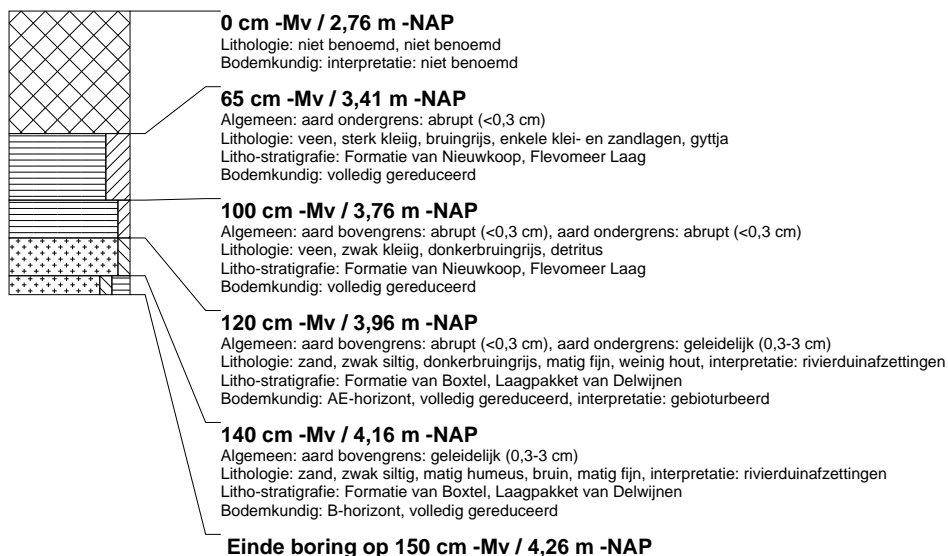 0 cm -Mv / 2,76 m -NAP
Lithologie: niet benoemd, niet benoemd
Bodemkundig: interpretatie: niet benoemd
65 cm -Mv / 3,41 m -NAP
Algemeen: aard ondergrens: abrupt (<0,3 cm)
Lithologie: veen, sterk kleiig, bruingrijs, enkele klei- en zandlagen, gyttja
Litho-stratigrafie: Formatie van Nieuwkoop, Flevomeer Laag
Bodemkundig: volledig gereduceerd
100 cm -Mv / 3,76 m -NAP
Algemeen: aard bovengrens: abrupt (<0,3 cm), aard ondergrens: abrupt (<0,3 cm)
Lithologie: veen, zwak kleiig, donkerbruingrijs, detritus
Litho-stratigrafie: Formatie van Nieuwkoop, Flevomeer Laag
Bodemkundig: volledig gereduceerd
120 cm -Mv / 3,96 m -NAP
Algemeen: aard bovengrens: abrupt (<0,3 cm), aard ondergrens: geleidelijk (0,3-3 cm)
Lithologie: zand, zwak siltig, donkerbruingrijs, matig fijn, weinig hout, interpretatie: rivierduinafzettingen
Litho-stratigrafie: Formatie van Boxtel, Laagpakket van Delwijnen
Bodemkundig: AE-horizont, volledig gereduceerd, interpretatie: gebioturbeerd
140 cm -Mv / 4,16 m -NAP
Algemeen: aard bovengrens: geleidelijk (0,3-3 cm)
Lithologie: zand, zwak siltig, matig humeus, bruin, matig fijn, interpretatie: rivierduinafzettingen
Litho-stratigrafie: Formatie van Boxtel, Laagpakket van Delwijnen
Bodemkundig: B-horizont, volledig gereduceerd
Einde boring op 150 cm -Mv / 4,26 m -NAP